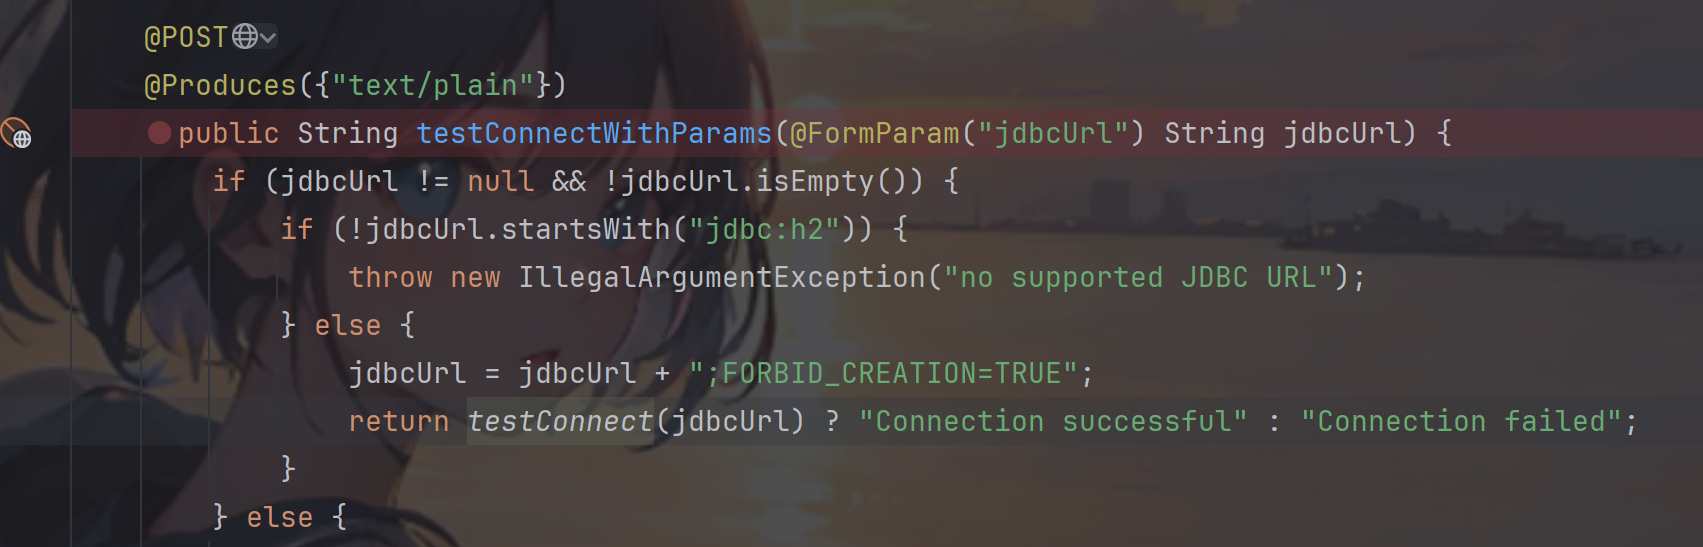 @POST
@Produces({"text/plain"})
public String testConnectWithParams(@FormParam("jdbcUrl") String jdbcUrl) {
if (jdbcUrl != null && !jdbcUrl.isEmpty()) {
if (!jdbcUrl.startsWith("jdbc:h2")) {
throw new IllegalArgumentException("no supported JDBC URL");
} else {
jdbcUrl = jdbcUrl + ";FORBID_CREATION=TRUE";
return testConnect(jdbcUrl) ? "Connection successful" : "Connection failed";
}
} else {